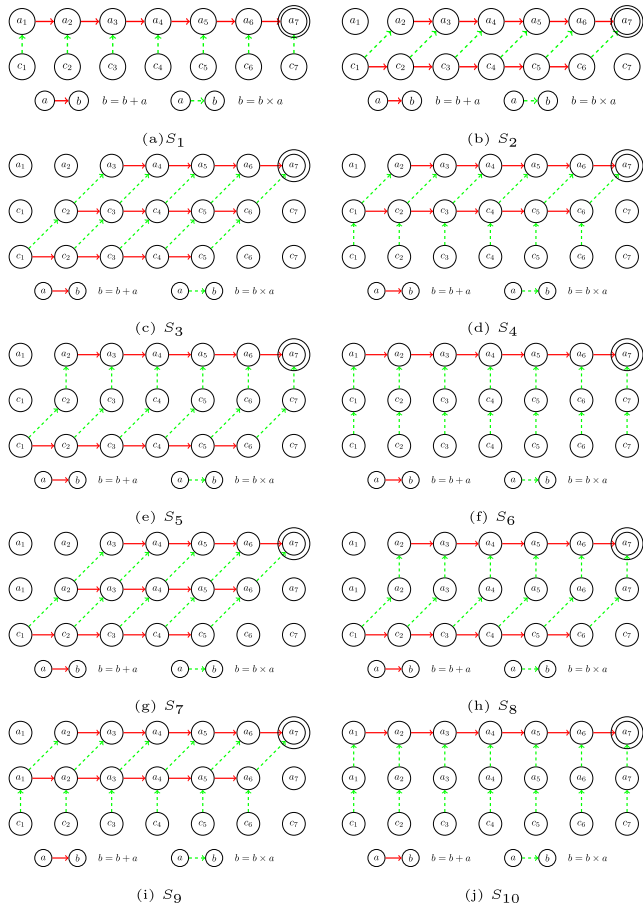 a₁ a₂ a₃ a₄ a₅ a₆ a₇
c₁ c₂ c₃ c₄ c₅ c₆ c₇
a b b = b + a a b b = b × a
(a) S₁
a₁ a₂ a₃ a₄ a₅ a₆ a₇
c₁ c₂ c₃ c₄ c₅ c₆ c₇
a b b = b + a a b b = b × a
(b) S₂
a₁ a₂ a₃ a₄ a₅ a₆ a₇
c₁ c₂ c₃ c₄ c₅ c₆ c₇
c₁ c₂ c₃ c₄ c₅ c₆ c₇
a b b = b + a a b b = b × a
(c) S₃
a₁ a₂ a₃ a₄ a₅ a₆ a₇
c₁ c₂ c₃ c₄ c₅ c₆ c₇
c₁ c₂ c₃ c₄ c₅ c₆ c₇
a b b = b + a a b b = b × a
(d) S₄
a₁ a₂ a₃ a₄ a₅ a₆ a₇
c₁ c₂ c₃ c₄ c₅ c₆ c₇
c₁ c₂ c₃ c₄ c₅ c₆ c₇
a b b = b + a a b b = b × a
(e) S₅
a₁ a₂ a₃ a₄ a₅ a₆ a₇
c₁ c₂ c₃ c₄ c₅ c₆ c₇
c₁ c₂ c₃ c₄ c₅ c₆ c₇
a b b = b + a a b b = b × a
(f) S₆
a₁ a₂ a₃ a₄ a₅ a₆ a₇
a₁ a₂ a₃ a₄ a₅ a₆ a₇
c₁ c₂ c₃ c₄ c₅ c₆ c₇
a b b = b + a a b b = b × a
(g) S₇
a₁ a₂ a₃ a₄ a₅ a₆ a₇
a₁ a₂ a₃ a₄ a₅ a₆ a₇
c₁ c₂ c₃ c₄ c₅ c₆ c₇
a b b = b + a a b b = b × a
(h) S₈
a₁ a₂ a₃ a₄ a₅ a₆ a₇
a₁ a₂ a₃ a₄ a₅ a₆ a₇
c₁ c₂ c₃ c₄ c₅ c₆ c₇
a b b = b + a a b b = b × a
(i) S₉
a₁ a₂ a₃ a₄ a₅ a₆ a₇
a₁ a₂ a₃ a₄ a₅ a₆ a₇
c₁ c₂ c₃ c₄ c₅ c₆ c₇
a b b = b + a a b b = b × a
(j) S₁₀